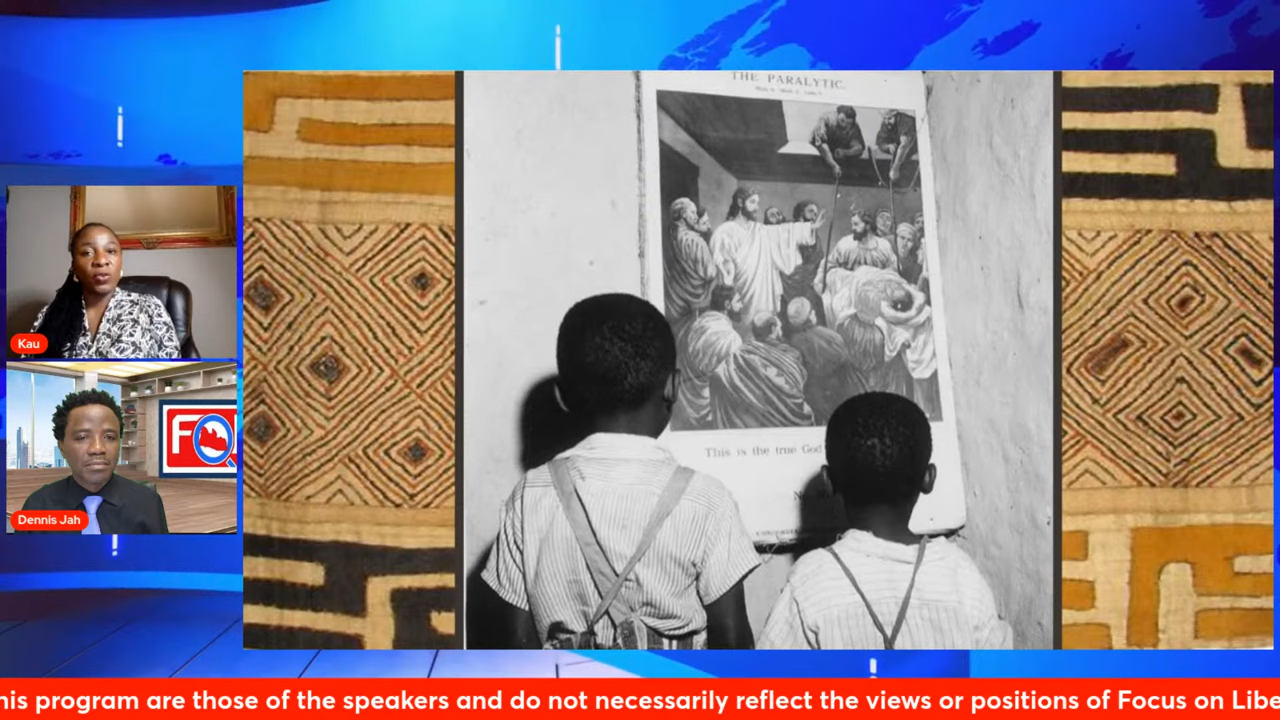 THE PARALYTIC.
Kau
FQ
Dennis Jah
This is the true God
his program are those of the speakers and do not necessarily reflect the views or positions of Focus on Libe